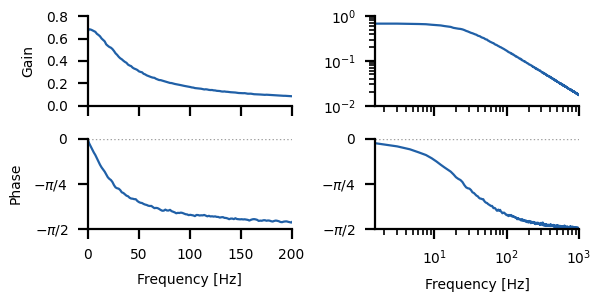 0.8
0.6
0.4
0.2
0.0
Gain
10⁰
10⁻¹
10⁻²
0
−π/4
−π/2
Phase
0 50 100 150 200
Frequency [Hz]
0
−π/4
−π/2
10¹ 10² 10³
Frequency [Hz]